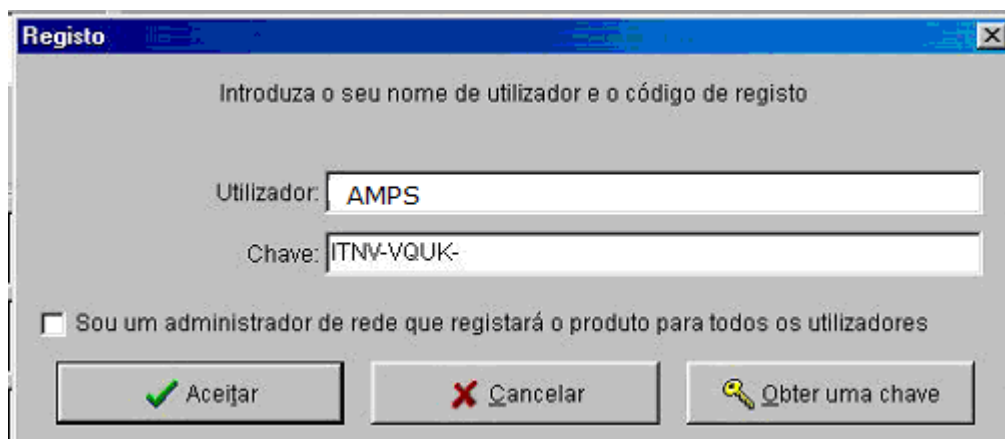 Registo
Introduza o seu nome de utilizador e o código de registo
Utilizador: AMPS
Chave: ITNV-VQUK-
Sou um administrador de rede que registará o produto para todos os utilizadores
Aceitar Cancelar Obter uma chave